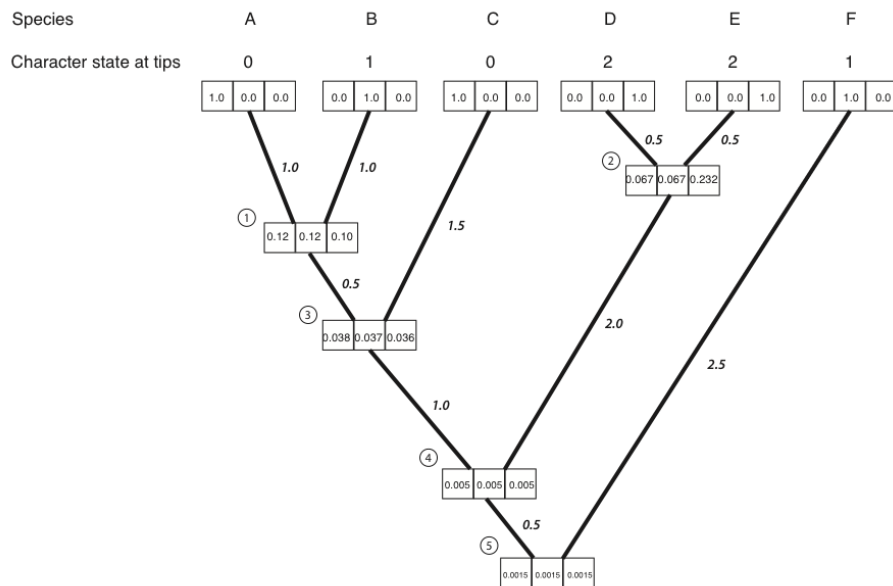 Species A B C D E F
Character state at tips 0 1 0 2 2 1
1.0 0.0 0.0 0.0 1.0 0.0 1.0 0.0 0.0 0.0 0.0 1.0 0.0 0.0 1.0 0.0 1.0 0.0
0.5 0.5
1.0 1.0 2 0.067 0.067 0.232
1 0.12 0.12 0.10 1.5
0.5
3 0.038 0.037 0.036 2.0
2.5
1.0
4 0.005 0.005 0.005
0.5
5 0.0015 0.0015 0.0015